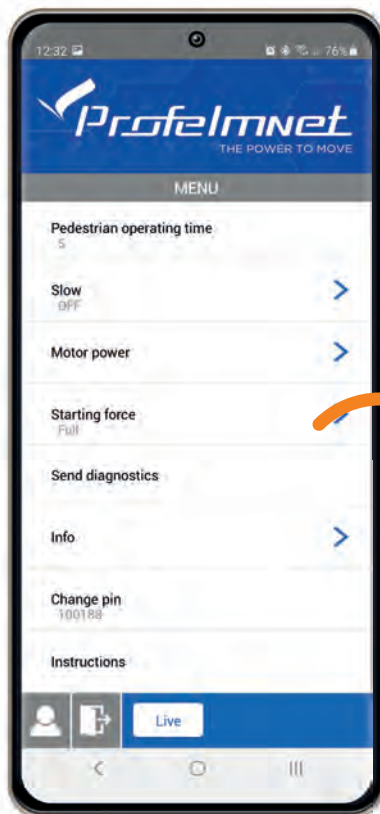 12:32
76%
Profelmnet
THE POWER TO MOVE
MENU
Pedestrian operating time
5
Slow
OFF
Motor power
Starting force
Full
Send diagnostics
Info
Change pin
100188
Instructions
Live